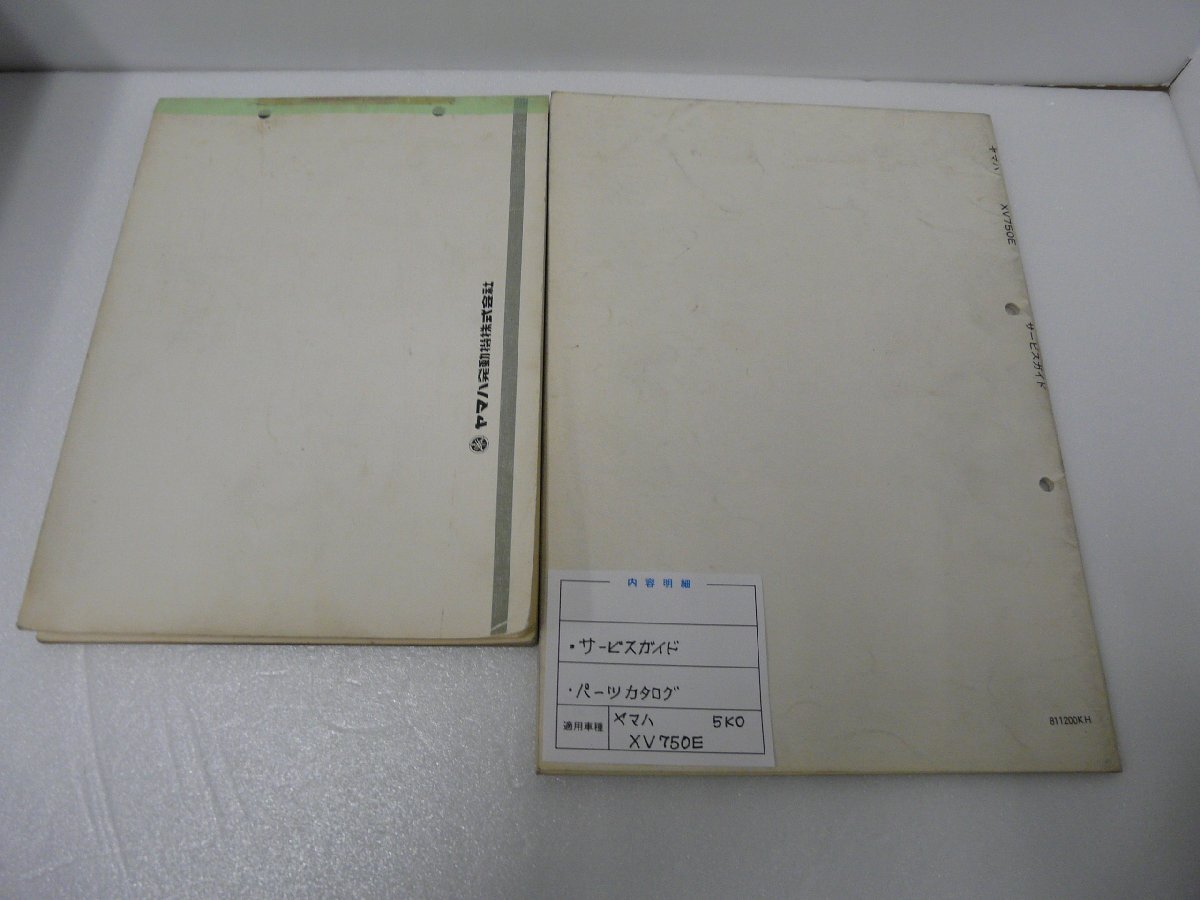 ヤマハ発動機株式会社
ヤマハ XV750E サービスガイド
811200KH
内容明細
・サービスガイド
・パーツカタログ
適用車種 ヤマハ 5K0
XV750E